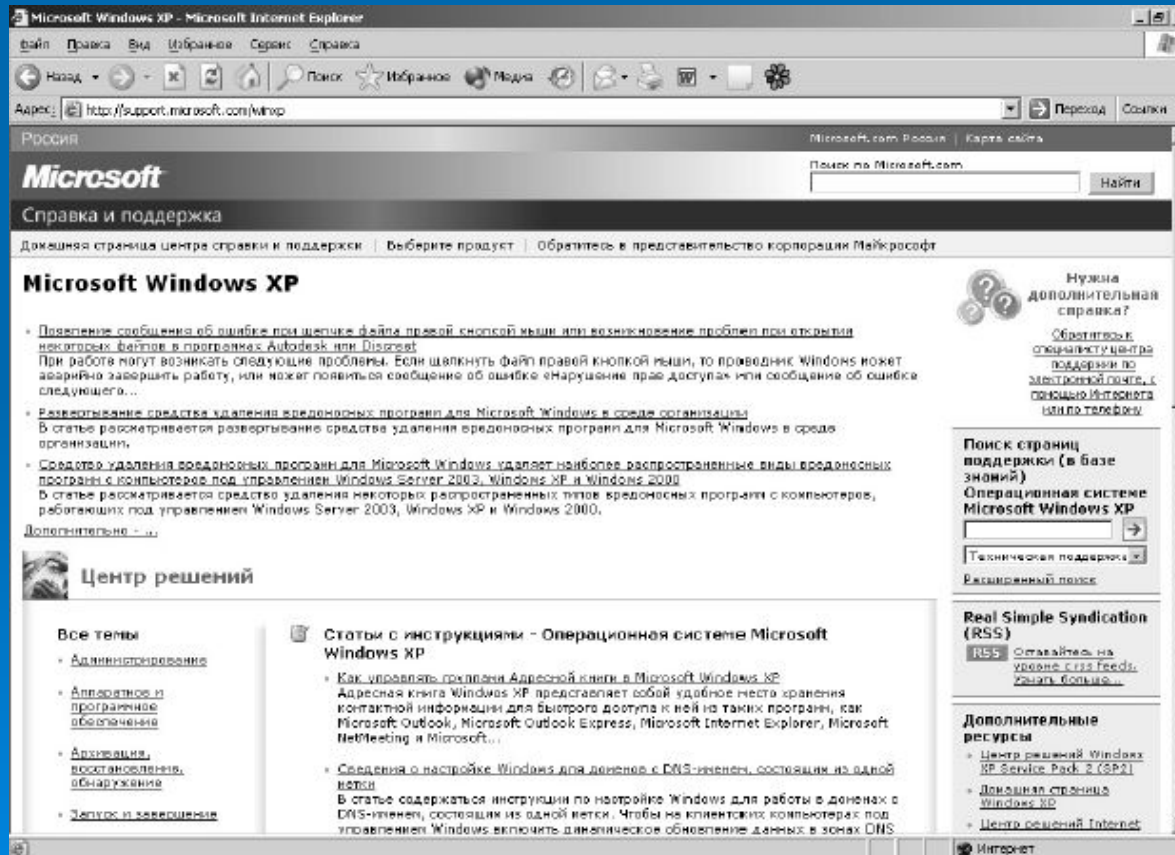 Microsoft Windows XP - Microsoft Internet Explorer
Файл Правка Вид Избранное Сервис Справка
Назад Поиск Избранное Медиа
Адрес: http://support.microsoft.com/winxp Переход Ссылки
Россия Microsoft.com Россия | Карта сайта
Microsoft
Поиск по Microsoft.com
Найти
Справка и поддержка
Домашняя страница центра справки и поддержки | Выберите продукт | Обратитесь в представительство корпорации Майкрософт
Microsoft Windows XP
Появление сообщения об ошибке при щелчке файла правой кнопкой мыши или возникновение проблем при открытии
некоторых файлов в программах Autodesk или Discreet
При работе могут возникать следующие проблемы. Если щелкнуть файл правой кнопкой мыши, то проводник Windows может
аварийно завершить работу, или может появиться сообщение об ошибке «Нарушение прав доступа» или сообщение об ошибке
следующего...
Развертывание средства удаления вредоносных программ для Microsoft Windows в среде организации
В статье рассматривается развертывание средства удаления вредоносных программ для Microsoft Windows в среде
организации.
Средство удаления вредоносных программ для Microsoft Windows удаляет наиболее распространенные виды вредоносных
программ с компьютеров под управлением Windows Server 2003, Windows XP и Windows 2000
В статье рассматривается средство удаления некоторых распространенных типов вредоносных программ с компьютеров,
работающих под управлением Windows Server 2003, Windows XP и Windows 2000.
Дополнительно - ...
Центр решений
Все темы
Администрирование
Аппаратное и
программное
обеспечение
Архивация,
восстановление,
обнаружение
Запуск и завершение
Статьи с инструкциями - Операционная системе Microsoft
Windows XP
Как управлять группами Адресной книги в Microsoft Windows XP
Адресная книга Windwos XP представляет собой удобное место хранения
контактной информации для быстрого доступа к ней из таких программ, как
Microsoft Outlook, Microsoft Outlook Express, Microsoft Internet Explorer, Microsoft
NetMeeting и Microsoft...
Сведения о настройке Windows для доменов с DNS-именем, состоящим из одной
метки
В статье содержаться инструкции по настройке Windows для работы в доменах с
DNS-именем, состоящим из одной метки. Чтобы на клиентских компьютерах под
управлением Windows включить динамическое обновление данных в зонах DNS
Нужна
дополнительная
справка?
Обратитесь к
специалисту центра
поддержки по
электронной почте, с
помощью Интернета
или по телефону
Поиск страниц
поддержки (в базе
знаний)
Операционная системе
Microsoft Windows XP
Техническая поддержка
Расширенный поиск
Real Simple Syndication
(RSS)
RSS Оставайтесь на
уровне с rss feeds.
Узнать больше...
Дополнительные
ресурсы
Центр решений Windows
XP Service Pack 2 (SP2)
Домашняя страница
Windows XP
Центр решений Internet
Интернет